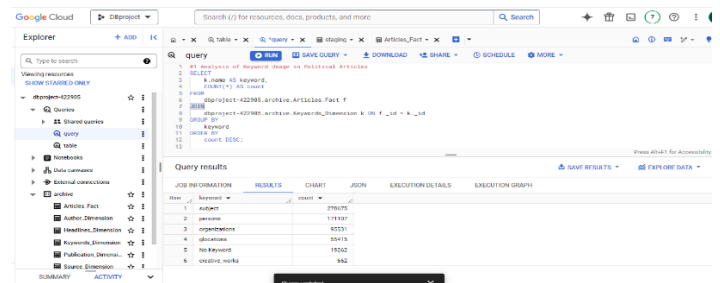 Google Cloud
DBproject
Search (/) for resources, docs, products, and more
Search
Explorer
+ ADD
table
*query
staging
Articles_Fact
Type to search
Viewing resources
SHOW STARRED ONLY
dbproject-422905
Queries
Shared queries
query
table
Notebooks
Data canvases
External connections
archive
Articles_Fact
Author_Dimension
Headlines_Dimension
Keywords_Dimension
Publication_Dimensi...
Source_Dimension
SUMMARY
ACTIVITY
query
RUN
SAVE QUERY
DOWNLOAD
SHARE
SCHEDULE
MORE
1 #1 Analysis of Keyword Usage in Political Articles
2 SELECT
3 k.name AS keyword,
4 COUNT(*) AS count
5 FROM
6 dbproject-422905.archive.Articles_Fact f
7 JOIN
8 dbproject-422905.archive.Keywords_Dimension k ON f._id = k._id
9 GROUP BY
10 keyword
11 ORDER BY
12 count DESC;
13
Press Alt+F1 for Accessibility
Query results
SAVE RESULTS
EXPLORE DATA
JOB INFORMATION
RESULTS
CHART
JSON
EXECUTION DETAILS
EXECUTION GRAPH
Row keyword count
1 subject 278675
2 persons 171107
3 organizations 95531
4 glocations 55415
5 No Keyword 19262
6 creative_works 662